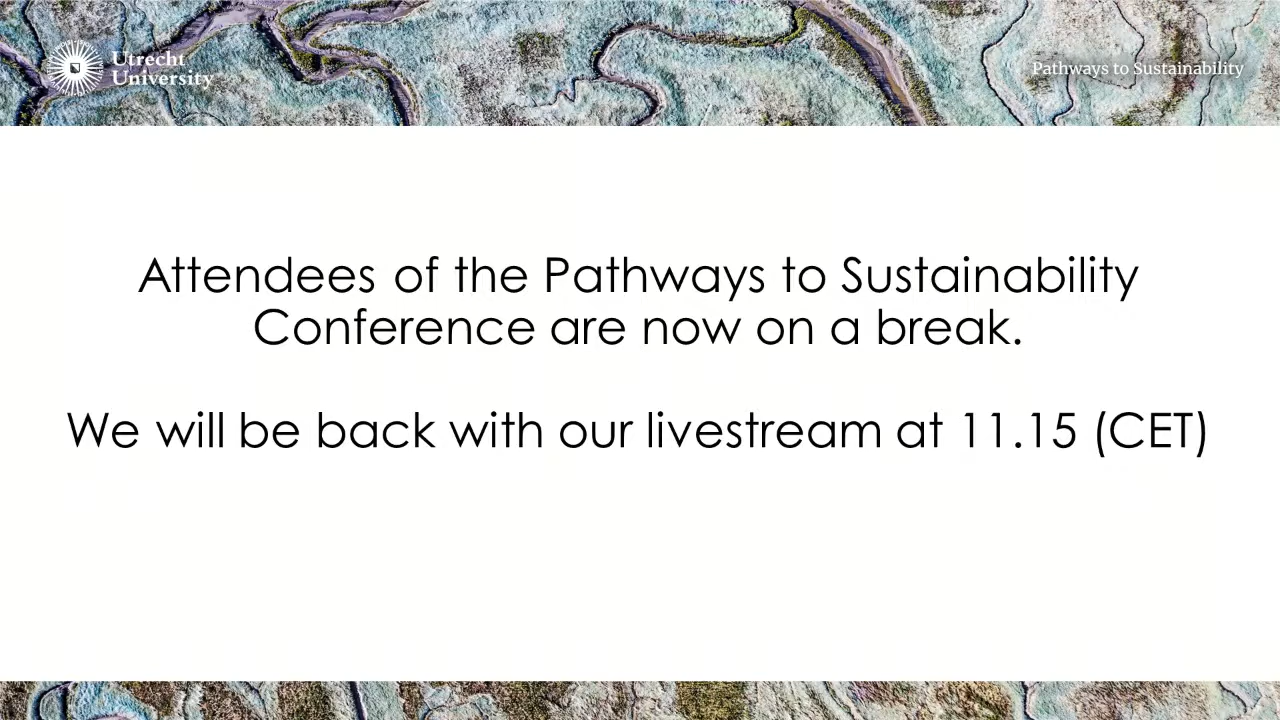 Utrecht
University
Pathways to Sustainability
Attendees of the Pathways to Sustainability
Conference are now on a break.
We will be back with our livestream at 11.15 (CET)